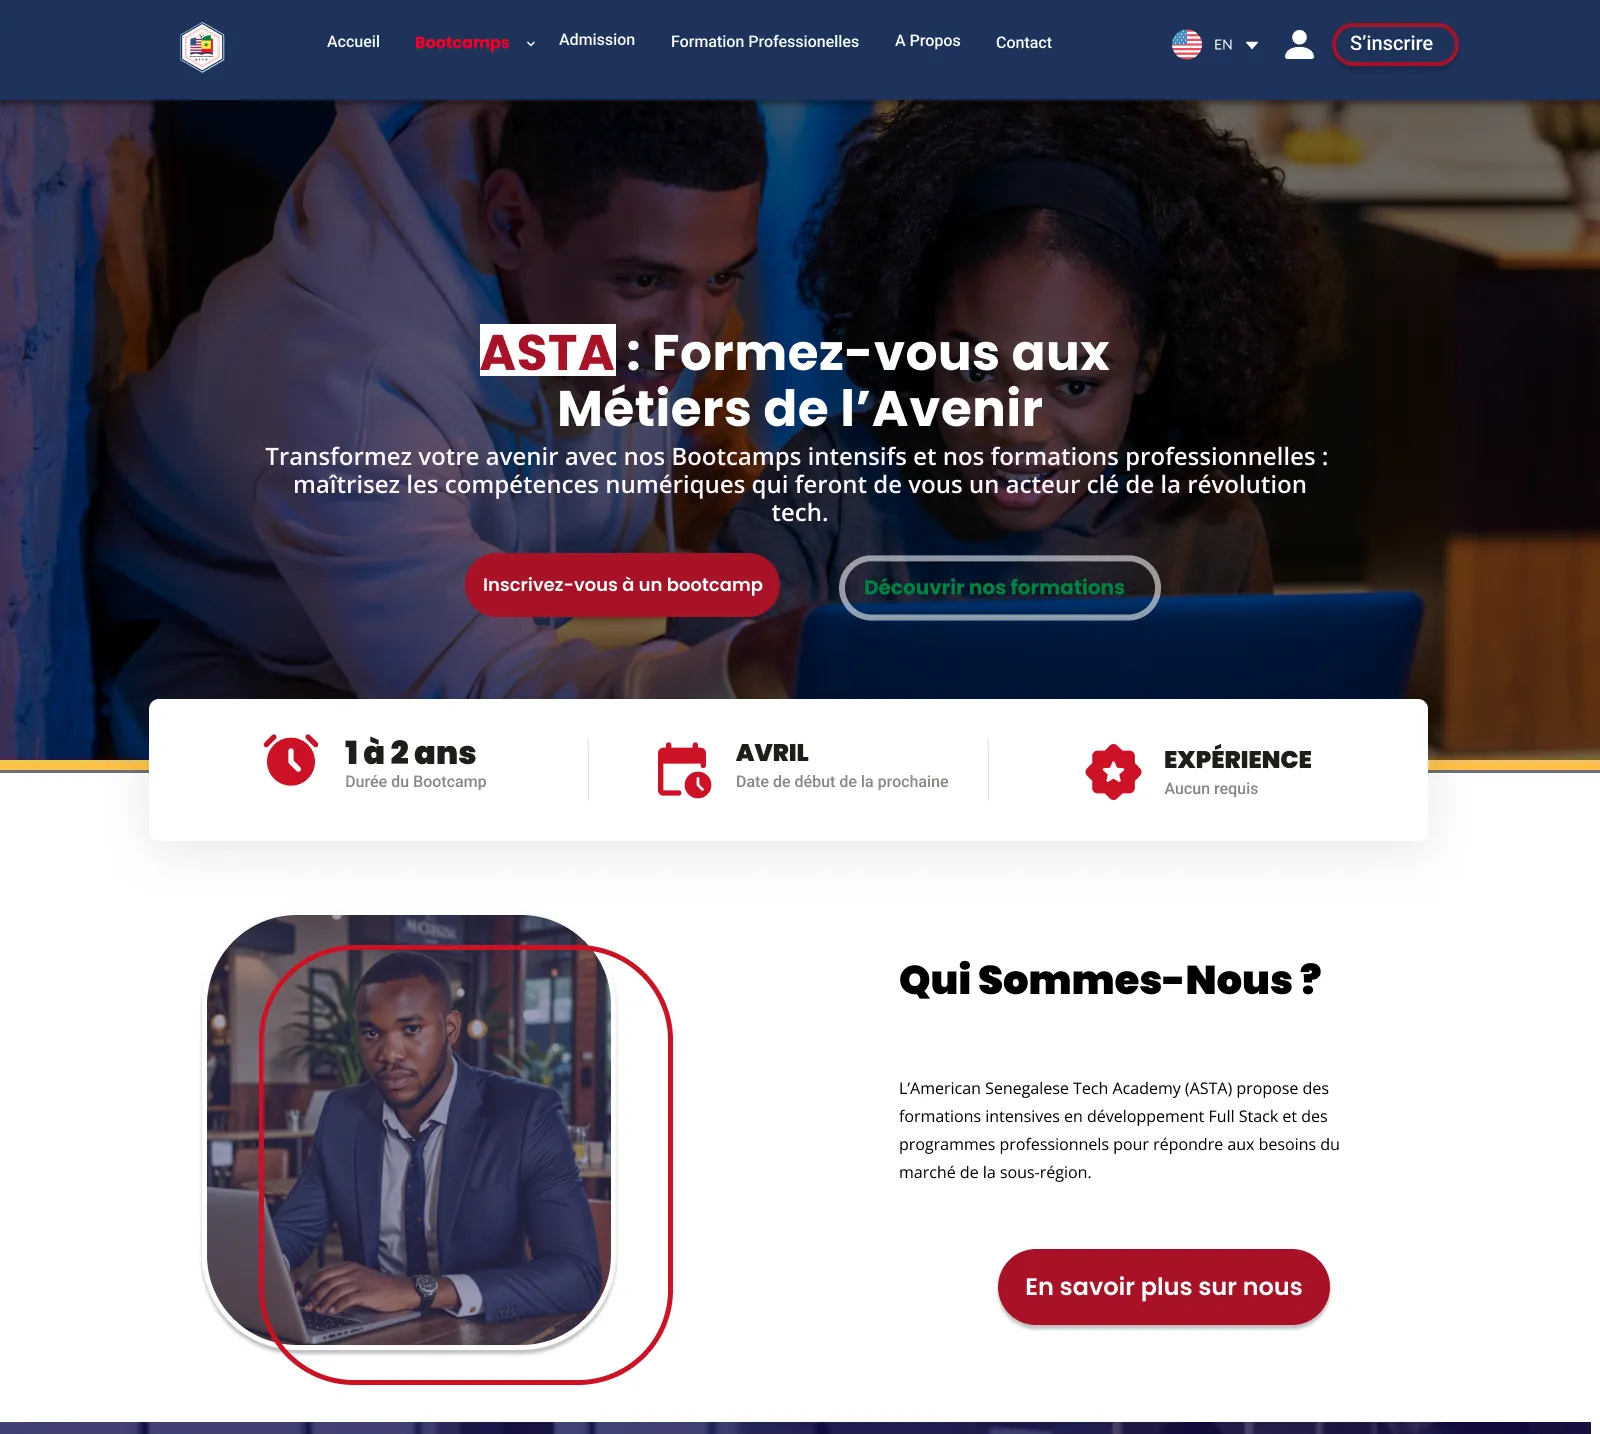 Accueil
Bootcamps
Admission
Formation Professionelles
A Propos
Contact
EN
S’inscrire
ASTA : Formez-vous aux
Métiers de l’Avenir
Transformez votre avenir avec nos Bootcamps intensifs et nos formations professionnelles :
maîtrisez les compétences numériques qui feront de vous un acteur clé de la révolution
tech.
Inscrivez-vous à un bootcamp
Découvrir nos formations
1 à 2 ans
Durée du Bootcamp
AVRIL
Date de début de la prochaine
EXPÉRIENCE
Aucun requis
Qui Sommes-Nous ?
L’American Senegalese Tech Academy (ASTA) propose des
formations intensives en développement Full Stack et des
programmes professionnels pour répondre aux besoins du
marché de la sous-région.
En savoir plus sur nous